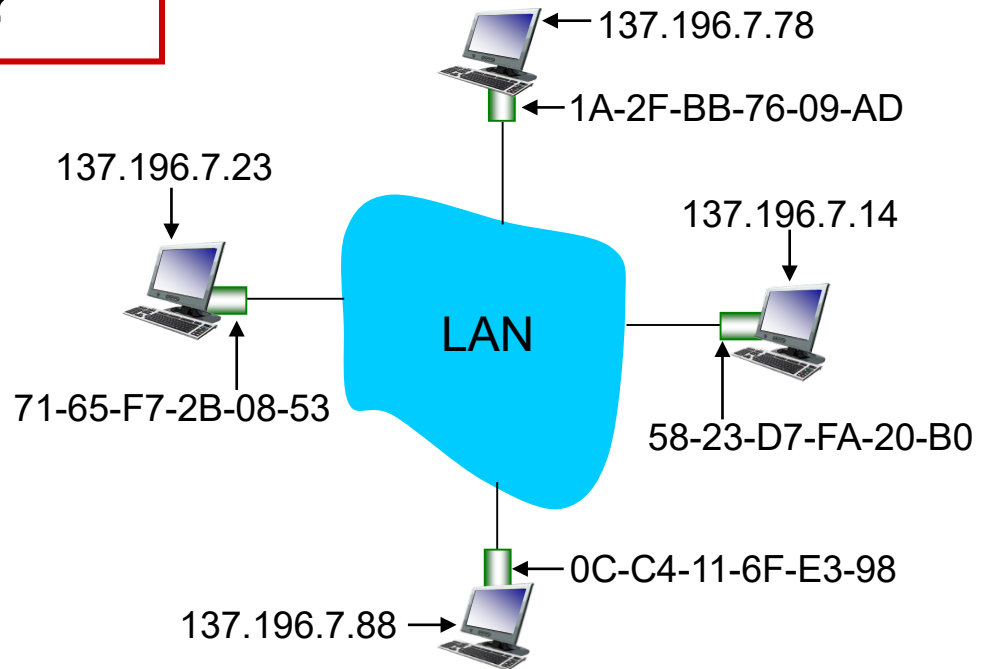 137.196.7.78
1A-2F-BB-76-09-AD
137.196.7.23
137.196.7.14
LAN
71-65-F7-2B-08-53
58-23-D7-FA-20-B0
0C-C4-11-6F-E3-98
137.196.7.88